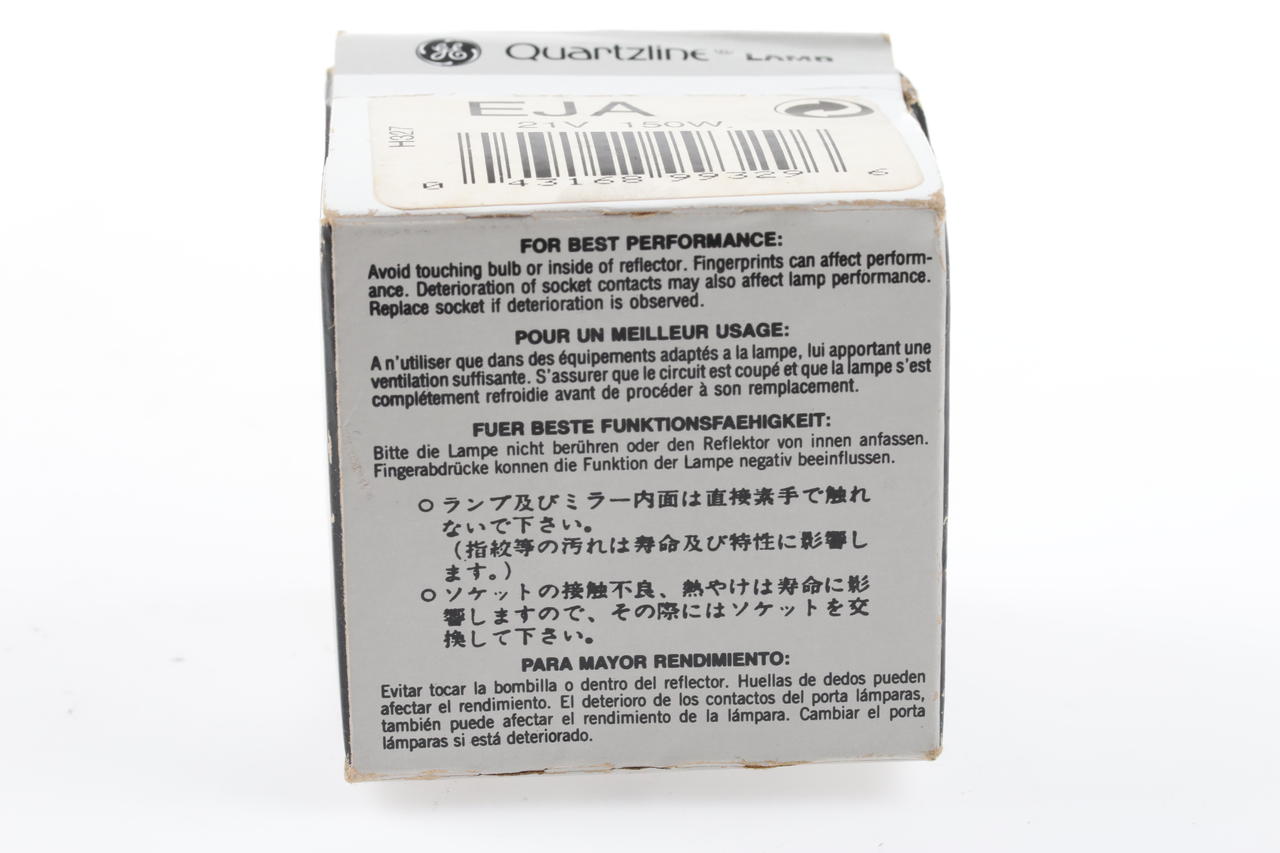 GE Quartzline™ LAMP
EJA
21V 150W.
H327
0 43168 99329 6
FOR BEST PERFORMANCE:
Avoid touching bulb or inside of reflector. Fingerprints can affect perform-
ance. Deterioration of socket contacts may also affect lamp performance.
Replace socket if deterioration is observed.
POUR UN MEILLEUR USAGE:
A n'utiliser que dans des équipements adaptés a la lampe, lui apportant une
ventilation suffisante. S'assurer que le circuit est coupé et que la lampe s'est
complétement refroidie avant de procéder à son remplacement.
FUER BESTE FUNKTIONSFAEHIGKEIT:
Bitte die Lampe nicht berühren oder den Reflektor von innen anfassen.
Fingerabdrücke konnen die Funktion der Lampe negativ beeinflussen.
○ ランプ及びミラー内面は直接素手で触れ
ないで下さい。
（指紋等の汚れは寿命及び特性に影響し
ます。）
○ ソケットの接触不良、熱やけは寿命に影
響しますので、その際にはソケットを交
換して下さい。
PARA MAYOR RENDIMIENTO:
Evitar tocar la bombilla o dentro del reflector. Huellas de dedos pueden
afectar el rendimiento. El deterioro de los contactos del porta lámparas,
también puede afectar el rendimiento de la lámpara. Cambiar el porta
lámparas si está deteriorado.